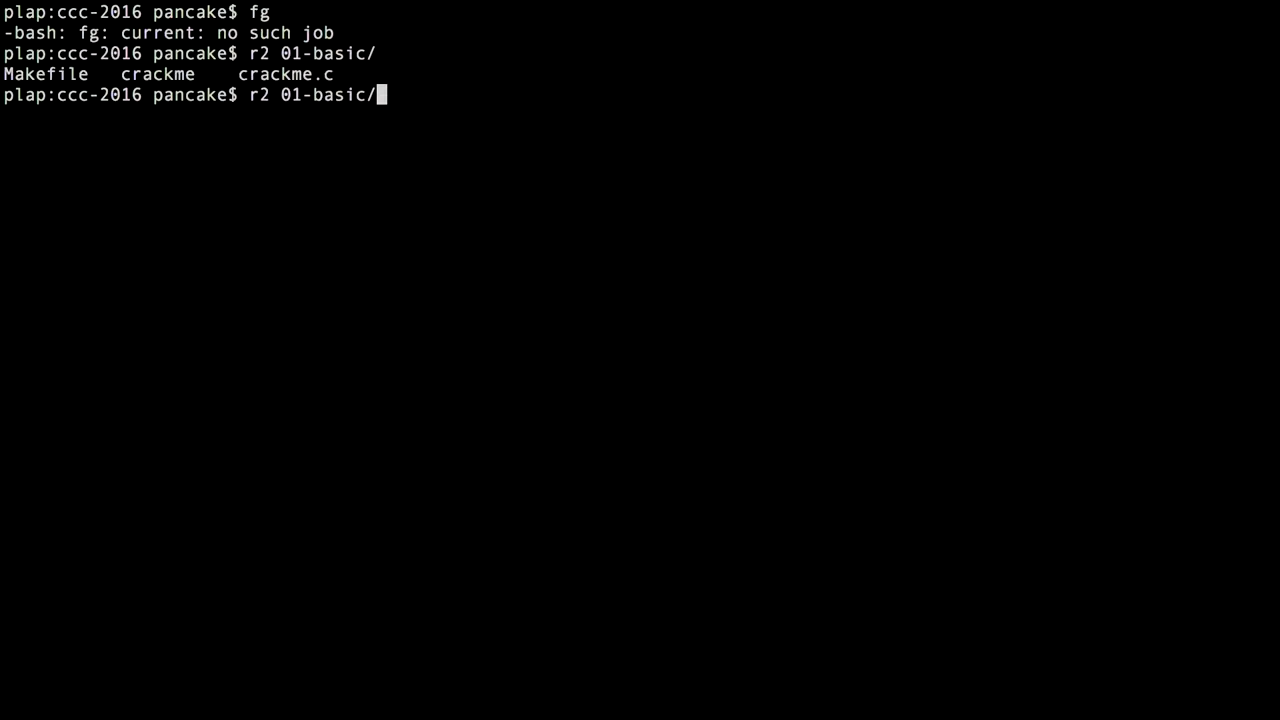 plap:ccc-2016 pancake$ fg
-bash: fg: current: no such job
plap:ccc-2016 pancake$ r2 01-basic/
Makefile   crackme    crackme.c
plap:ccc-2016 pancake$ r2 01-basic/